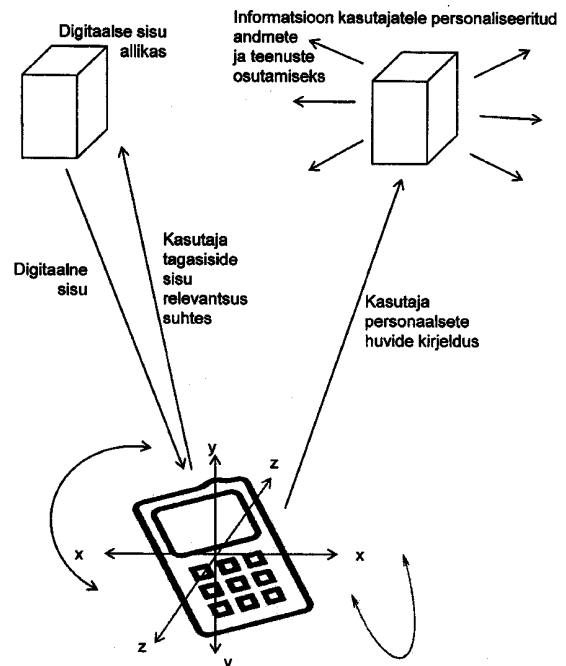 Digitaalse sisu
allikas
Informatsioon kasutajatele personaliseeritud
andmete
ja teenuste
osutamiseks
Digitaalne
sisu
Kasutaja
tagasiside
sisu
relevantsus
suhtes
Kasutaja
personaalsete
huvide kirjeldus
y
z
x
x
z
y